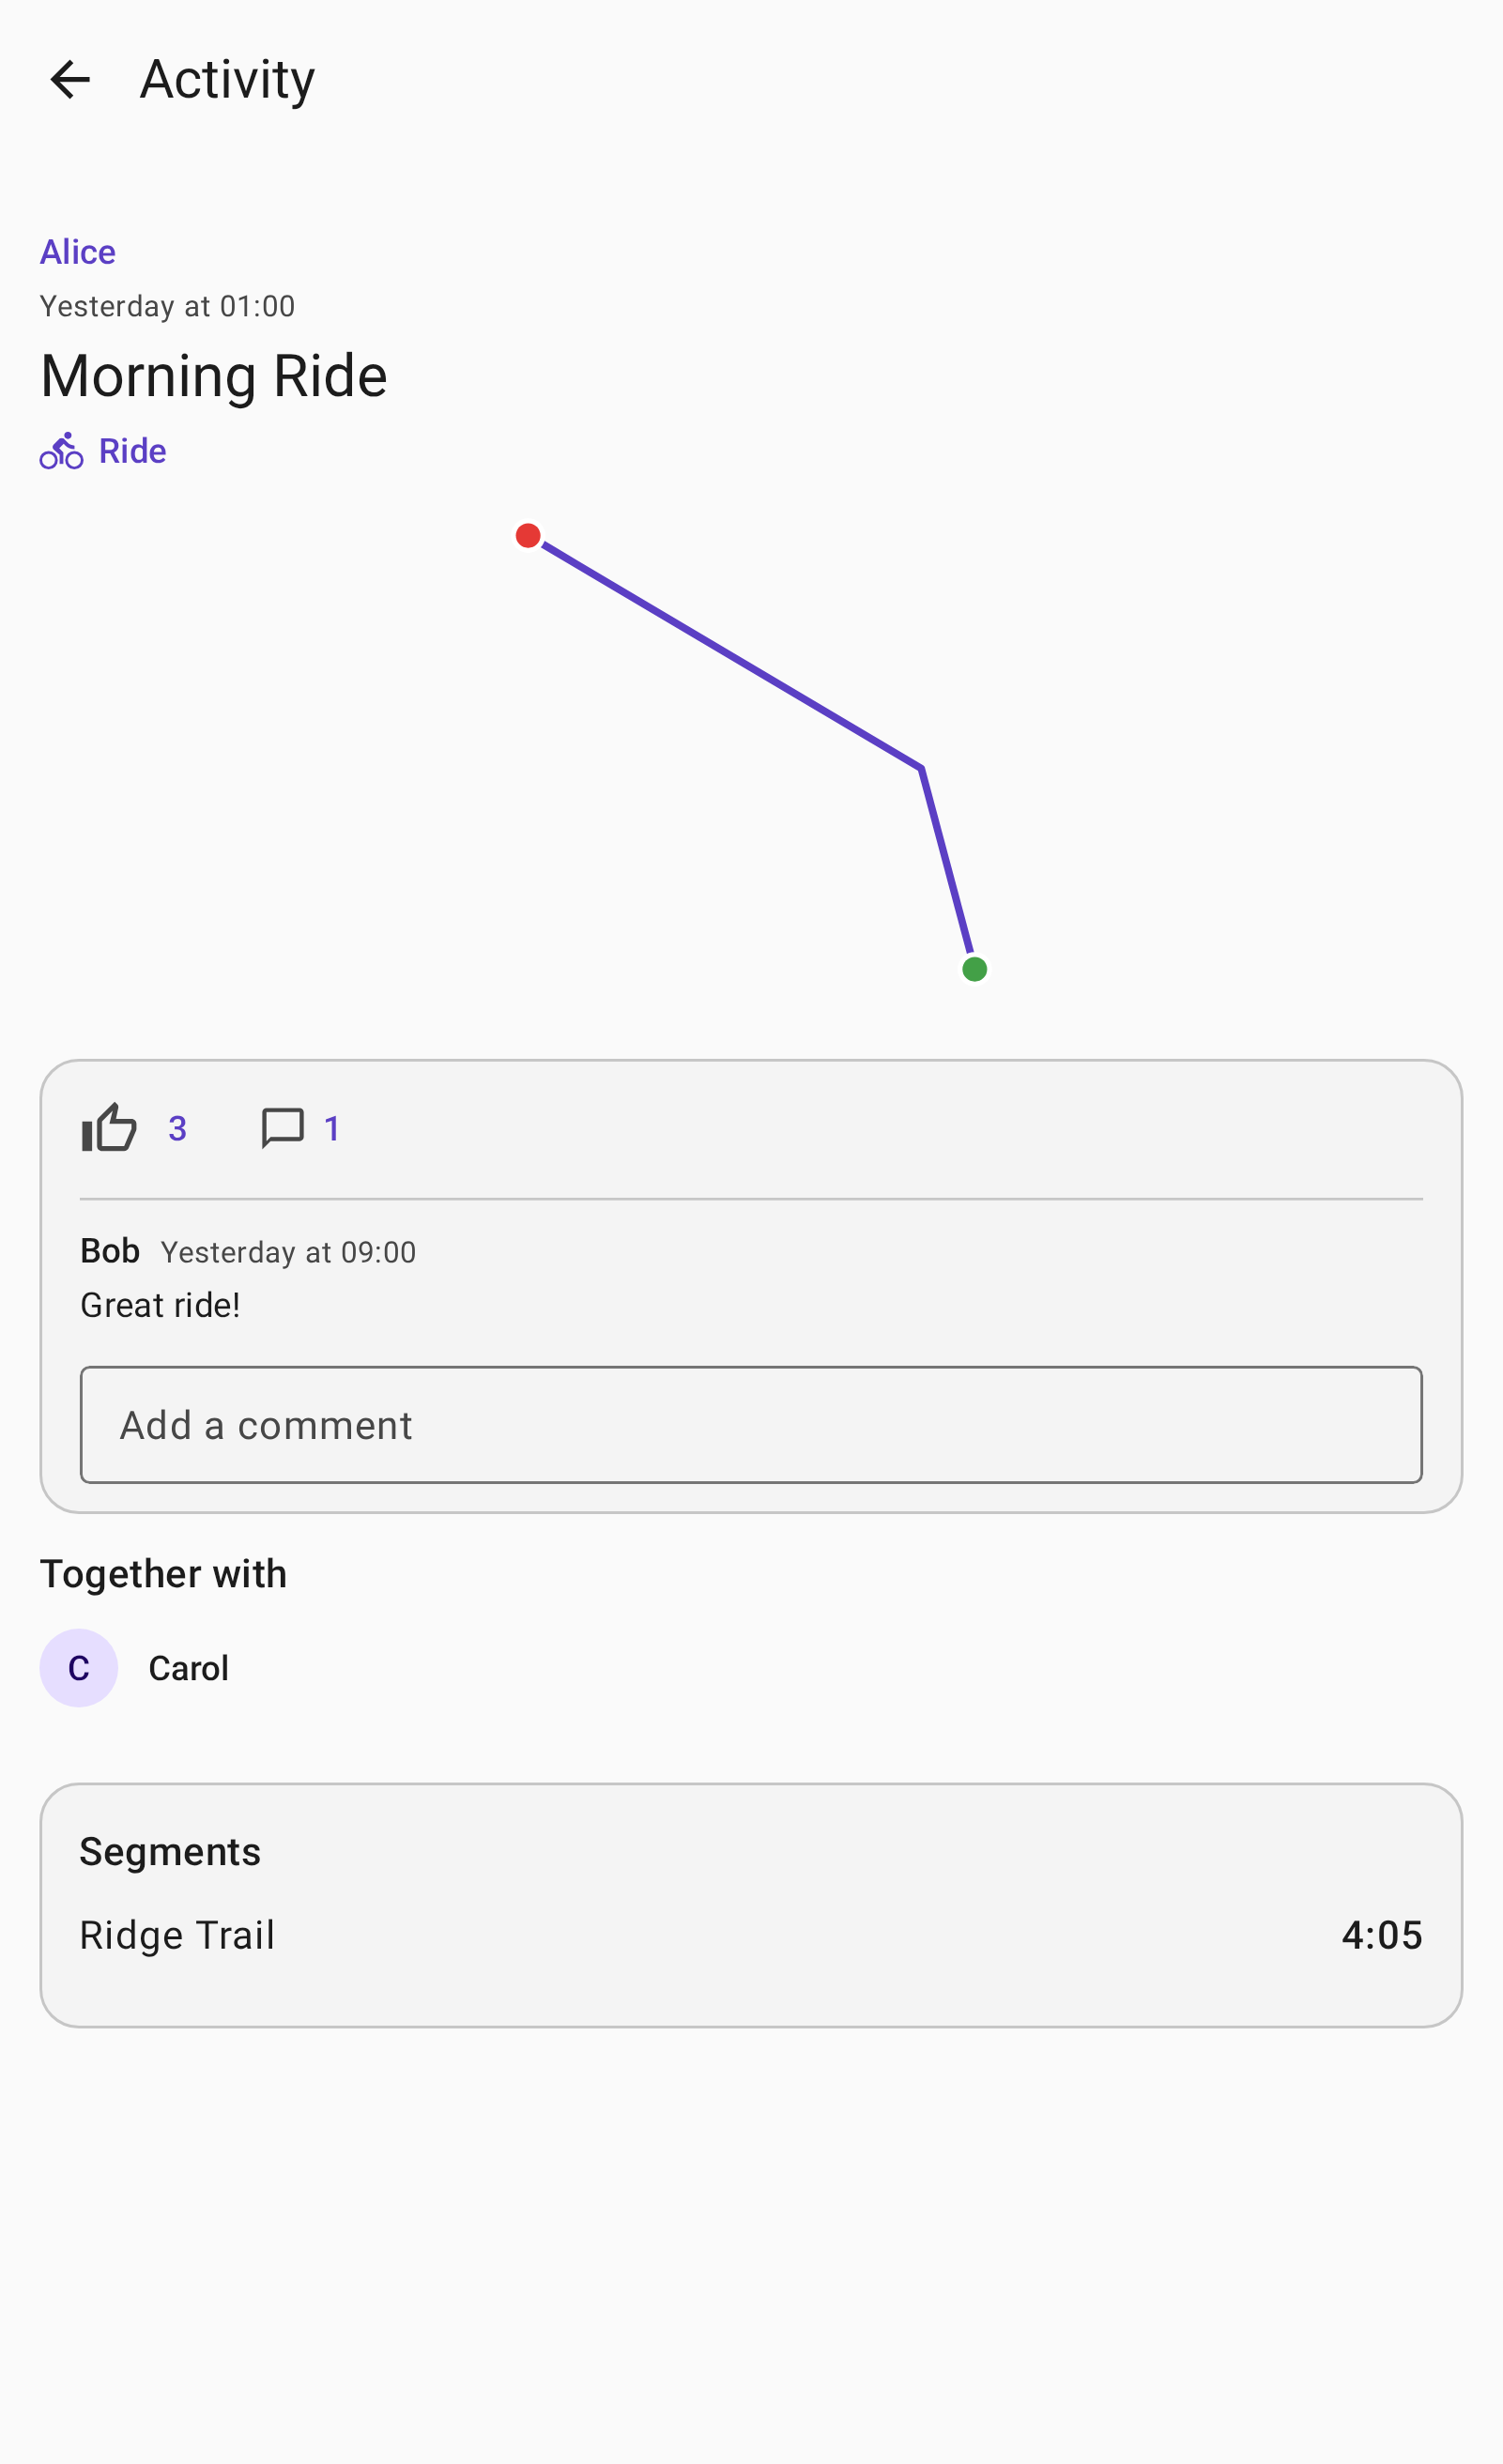 Activity
Alice
Yesterday at 01:00
Morning Ride
Ride
3 1
Bob Yesterday at 09:00
Great ride!
Add a comment
Together with
C Carol
Segments
Ridge Trail 4:05